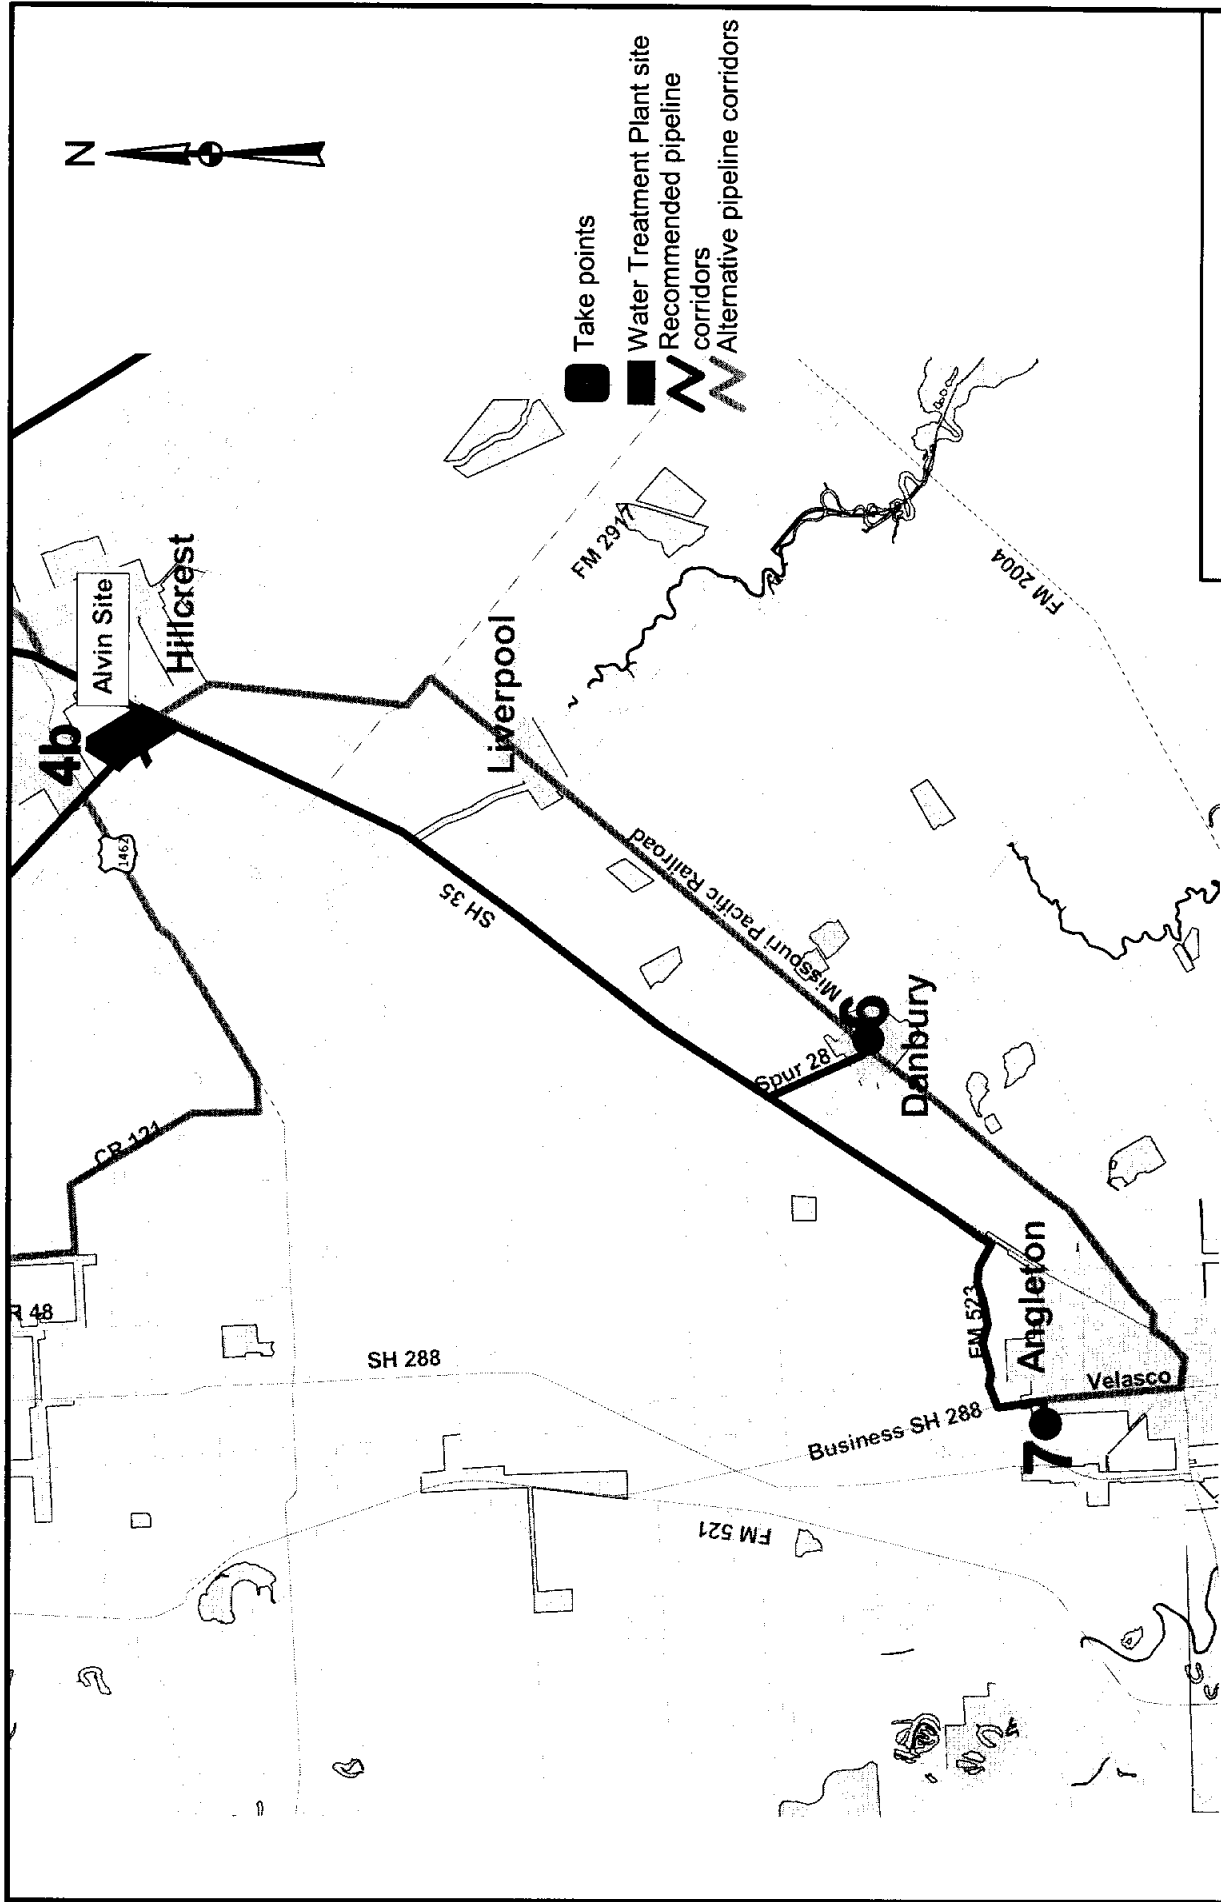 N
Take points
Water Treatment Plant site
Recommended pipeline
corridors
Alternative pipeline corridors
4b
Alvin Site
Hillcrest
1462
FM 2917
Liverpool
SH 35
Missouri Pacific Railroad
FM 2004
CR 121
R 48
Spur 28
6
Danbury
SH 288
FM 523
Angleton
Velasco
Business SH 288
7
FM 521